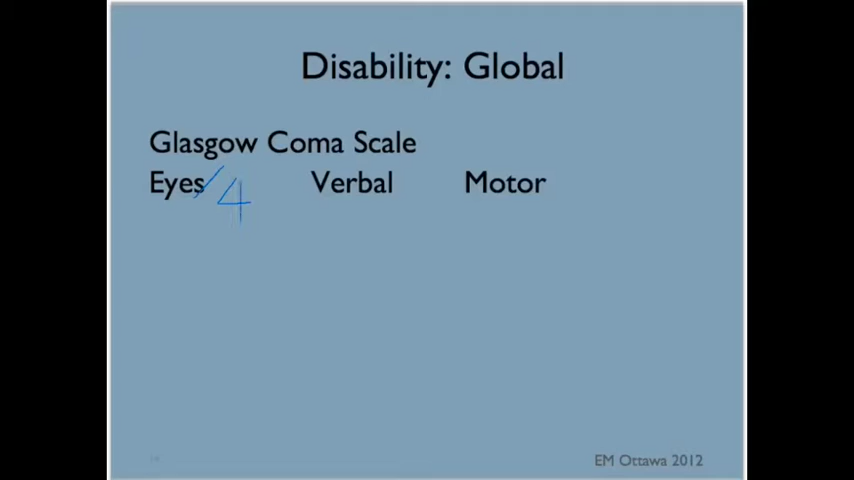 Disability: Global
Glasgow Coma Scale
Eyes/4 Verbal Motor
EM Ottawa 2012